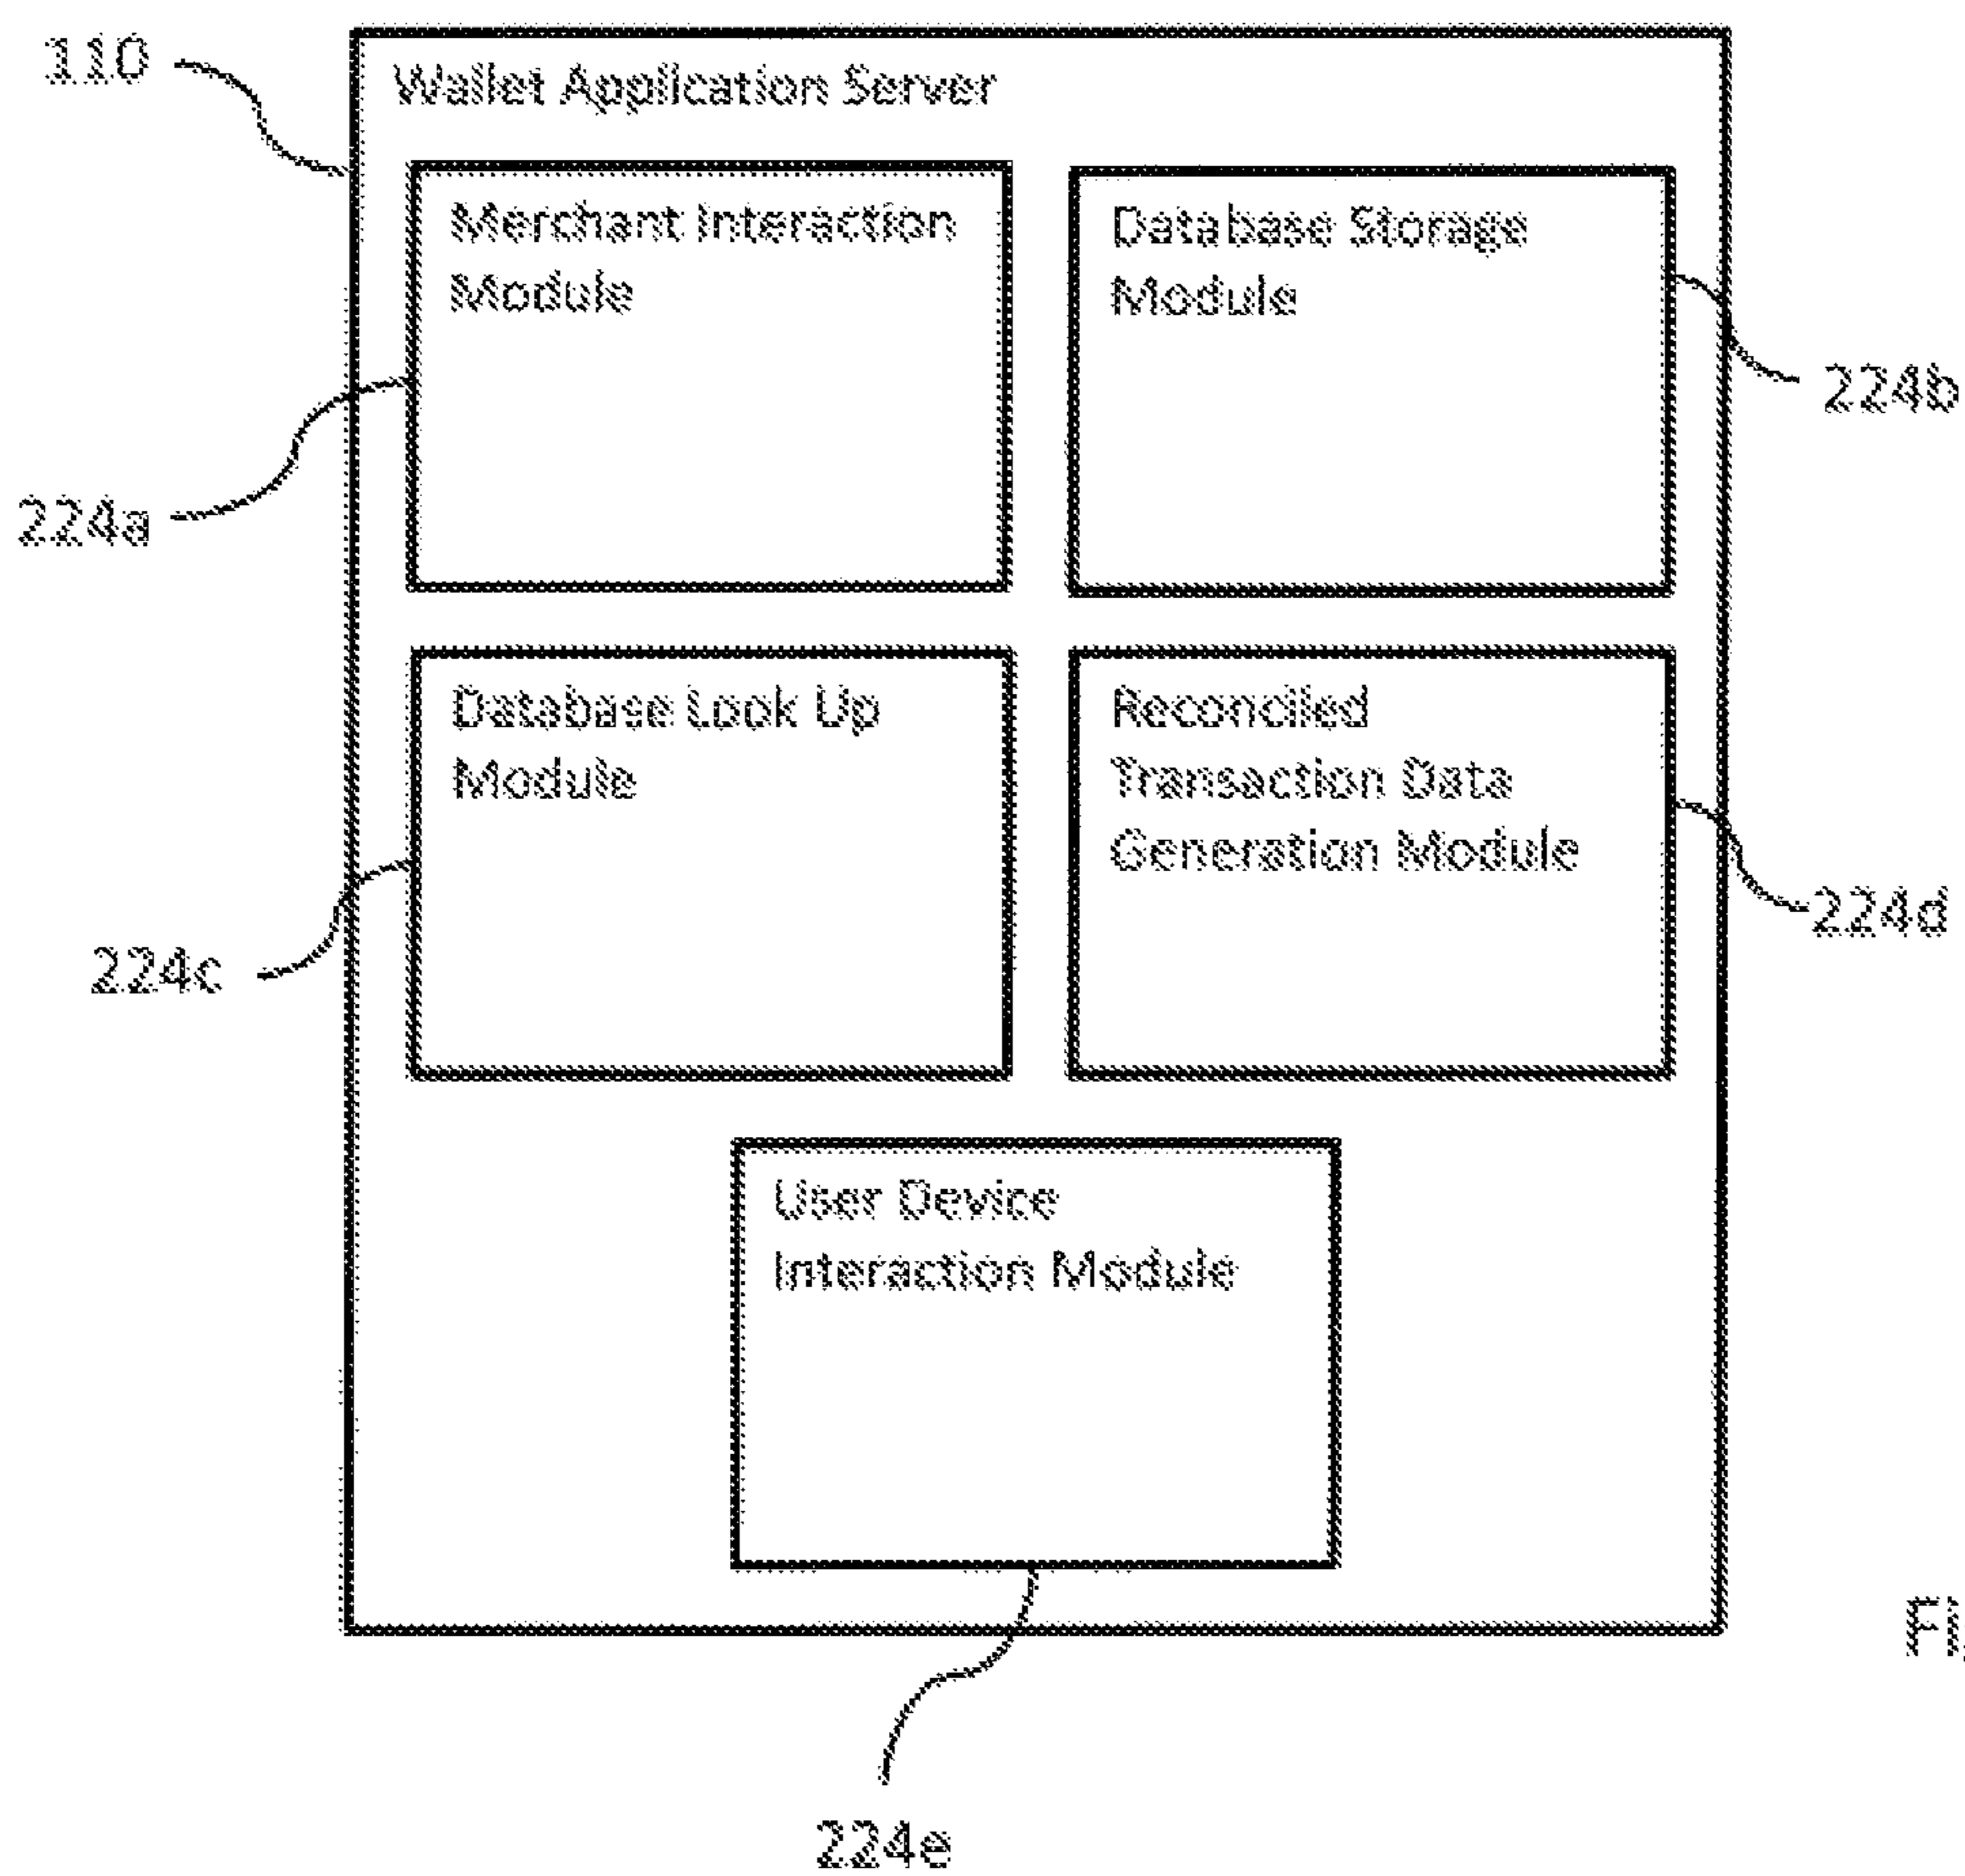 110
Wallet Application Server
Merchant Interaction
Module
Database Storage
Module
224b
224a
Database Look Up
Module
Reconciled
Transaction Data
Generation Module
224d
224c
User Device
Interaction Module
224e